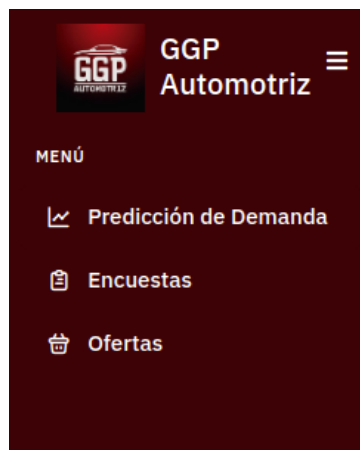 GGP
AUTOMOTRIZ
GGP
Automotriz
MENÚ
Predicción de Demanda
Encuestas
Ofertas